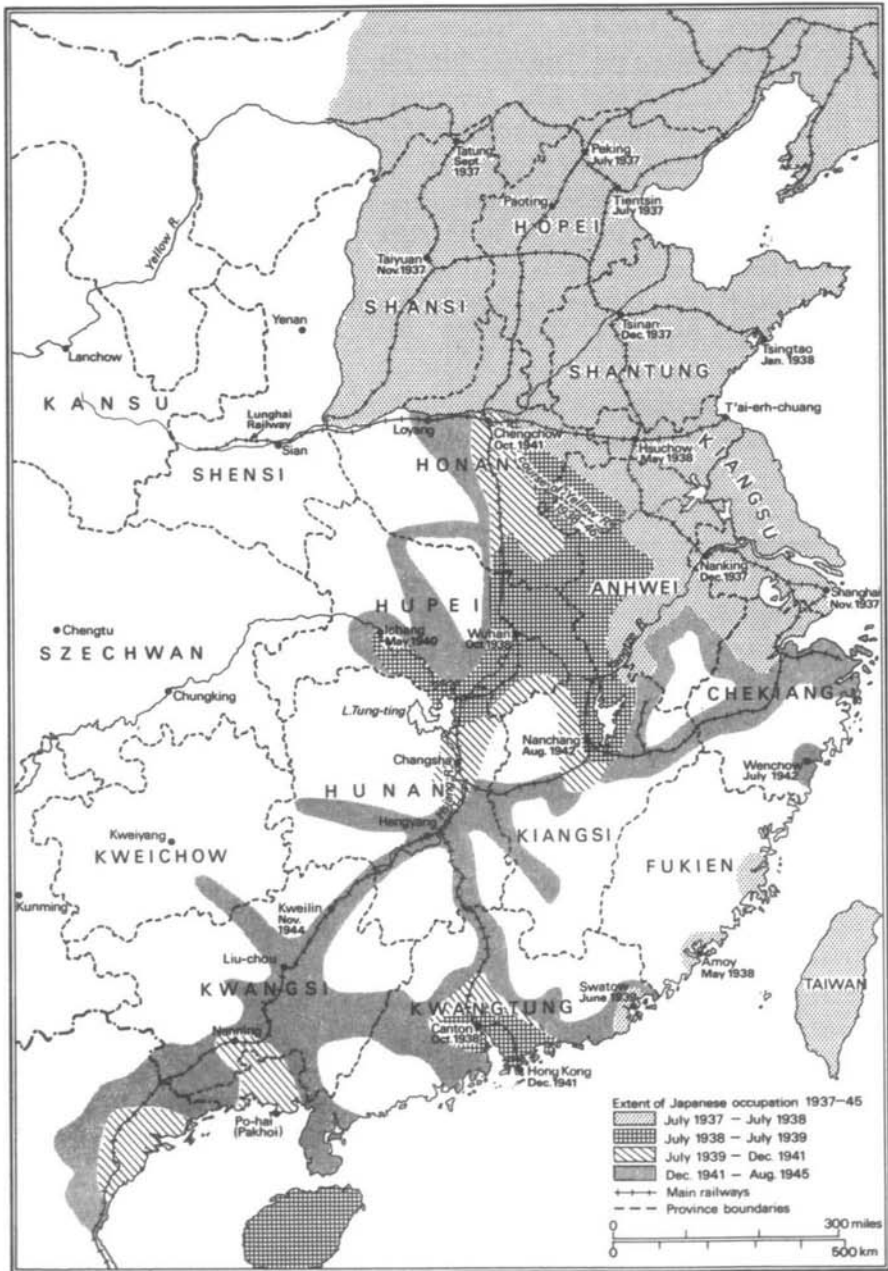 Tatung
Sept.
1937
Peking
July 1937
Paoting
Tientsin
July 1937
HOPEI
Yellow R.
Taiyuan
Nov. 1937
SHANSI
Yenan
Tsinan
Dec. 1937
Tsingtao
Jan. 1938
Lanchow
SHANTUNG
KANSU
T'ai-erh-chuang
Lunghai
Railway
Loyang
Chengchow
Oct. 1941
Sian
Hsuchow
May 1938
KIANGSU
SHENSI
HONAN
course of Yellow R.
1938-46
Nanking
Dec. 1937
ANHWEI
Shanghai
Nov. 1937
HUPEI
Chengtu
Ichang
May 1940
Wuhan
Oct. 1938
SZECHWAN
Chungking
CHEKIANG
L. Tung-ting
Nanchang
Aug. 1942
Changsha
Wenchow
July 1942
HUNAN
Hengyang
KIANGSI
Kweiyang
KWEICHOW
FUKIEN
Kunming
Kweilin
Nov.
1944
Liu-chou
Amoy
May 1938
KWANGSI
Swatow
June 1939
TAIWAN
KWANGTUNG
Canton
Oct. 1938
Nanning
Hong Kong
Dec. 1941
Po-hai
(Pakhoi)
Extent of Japanese occupation 1937–45
July 1937 – July 1938
July 1938 – July 1939
July 1939 – Dec. 1941
Dec. 1941 – Aug. 1945
Main railways
Province boundaries
0 300 miles
0 500 km